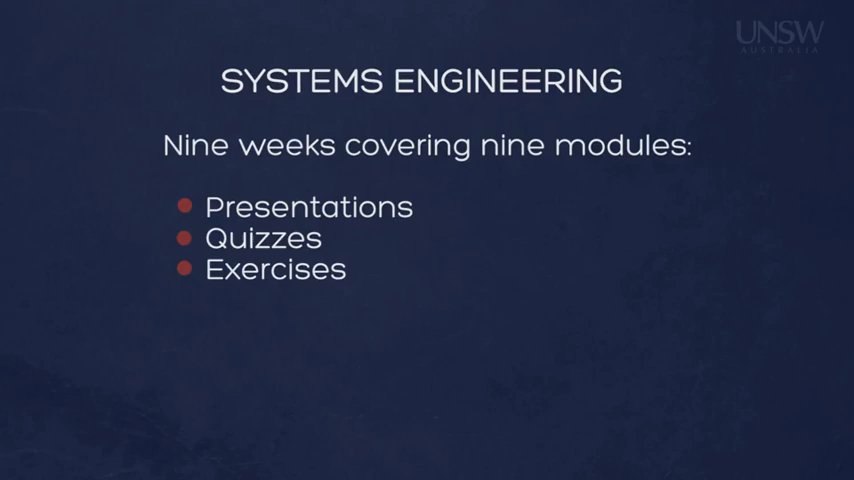 UNSW
AUSTRALIA
SYSTEMS ENGINEERING
Nine weeks covering nine modules:
Presentations
Quizzes
Exercises